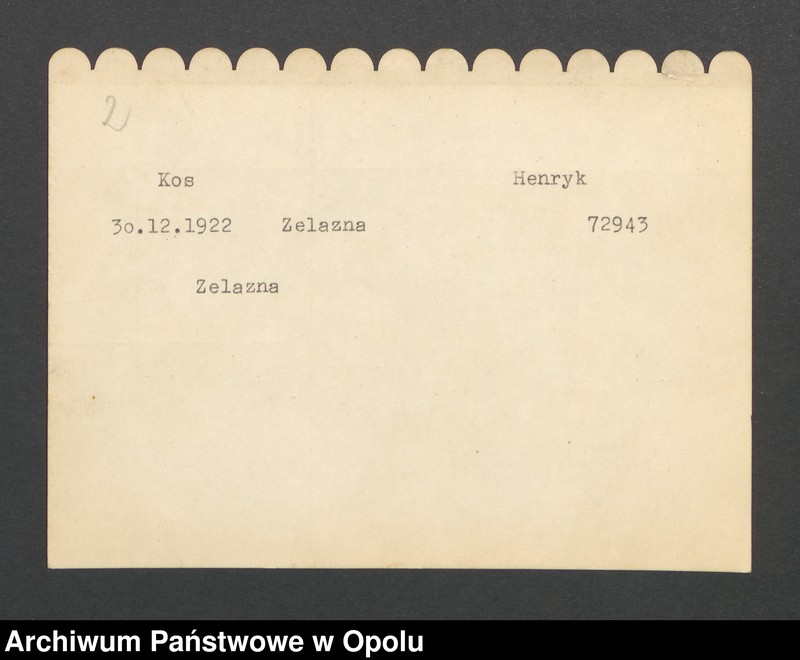 2
Kos Henryk
3o.12.1922 Zelazna 72943
Zelazna
Archiwum Państwowe w Opolu